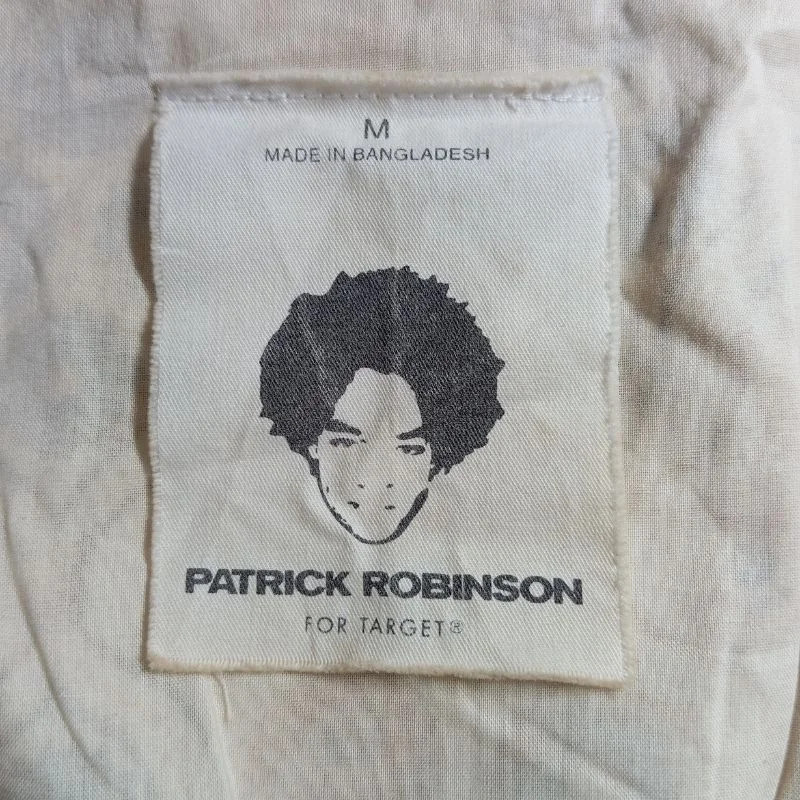 M
MADE IN BANGLADESH
PATRICK ROBINSON
FOR TARGET®